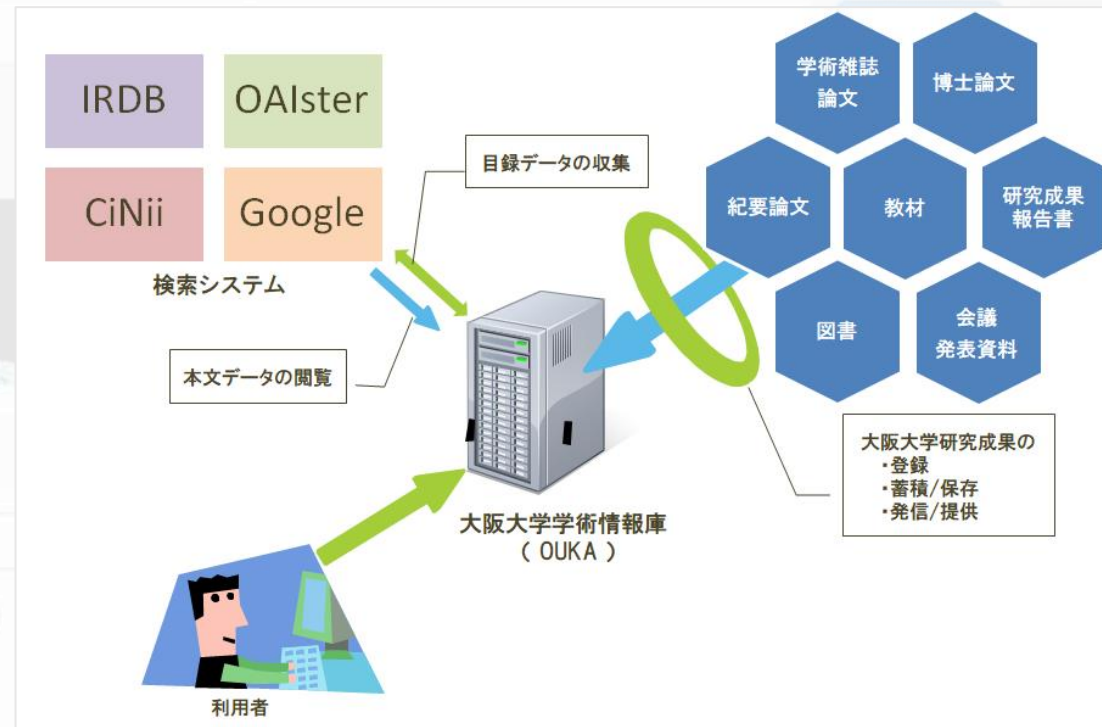 IRDB
OAIster
CiNii
Google
検索システム
目録データの収集
本文データの閲覧
学術雑誌
論文
博士論文
紀要論文
教材
研究成果
報告書
図書
会議
発表資料
大阪大学研究成果の
・登録
・蓄積/保存
・発信/提供
大阪大学学術情報庫
( OUKA )
利用者